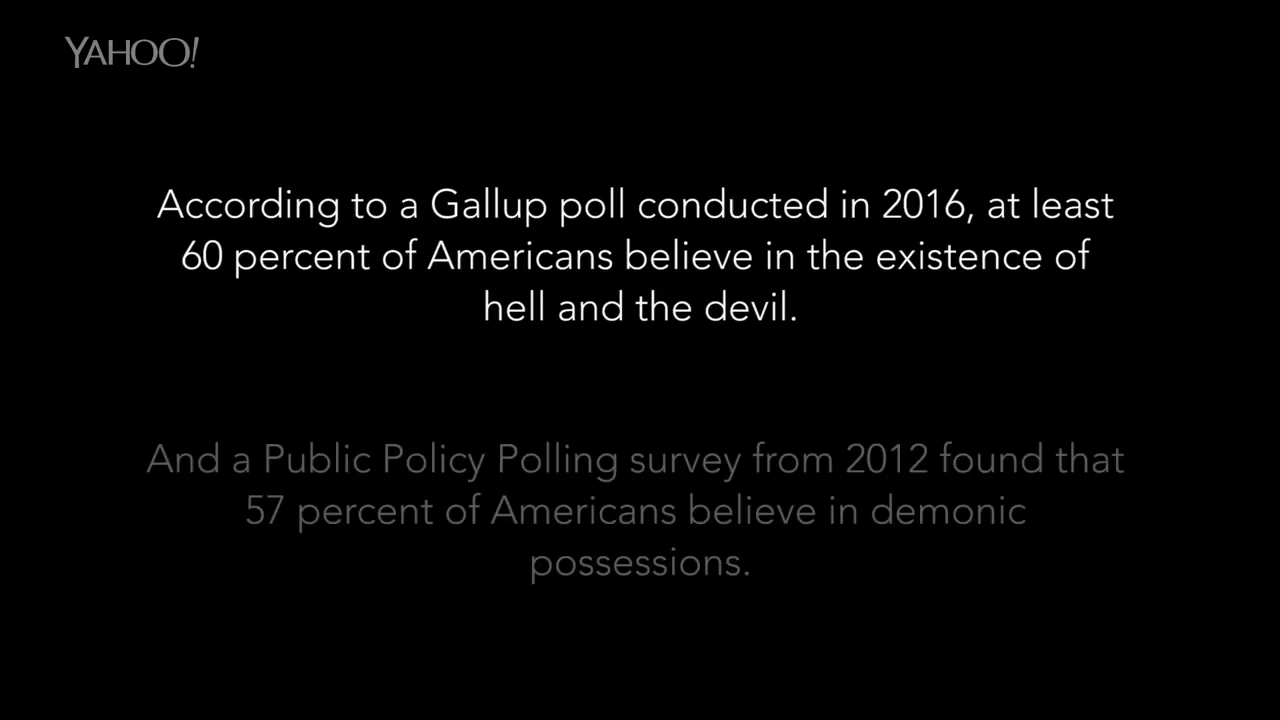 YAHOO!
According to a Gallup poll conducted in 2016, at least
60 percent of Americans believe in the existence of
hell and the devil.
And a Public Policy Polling survey from 2012 found that
57 percent of Americans believe in demonic
possessions.